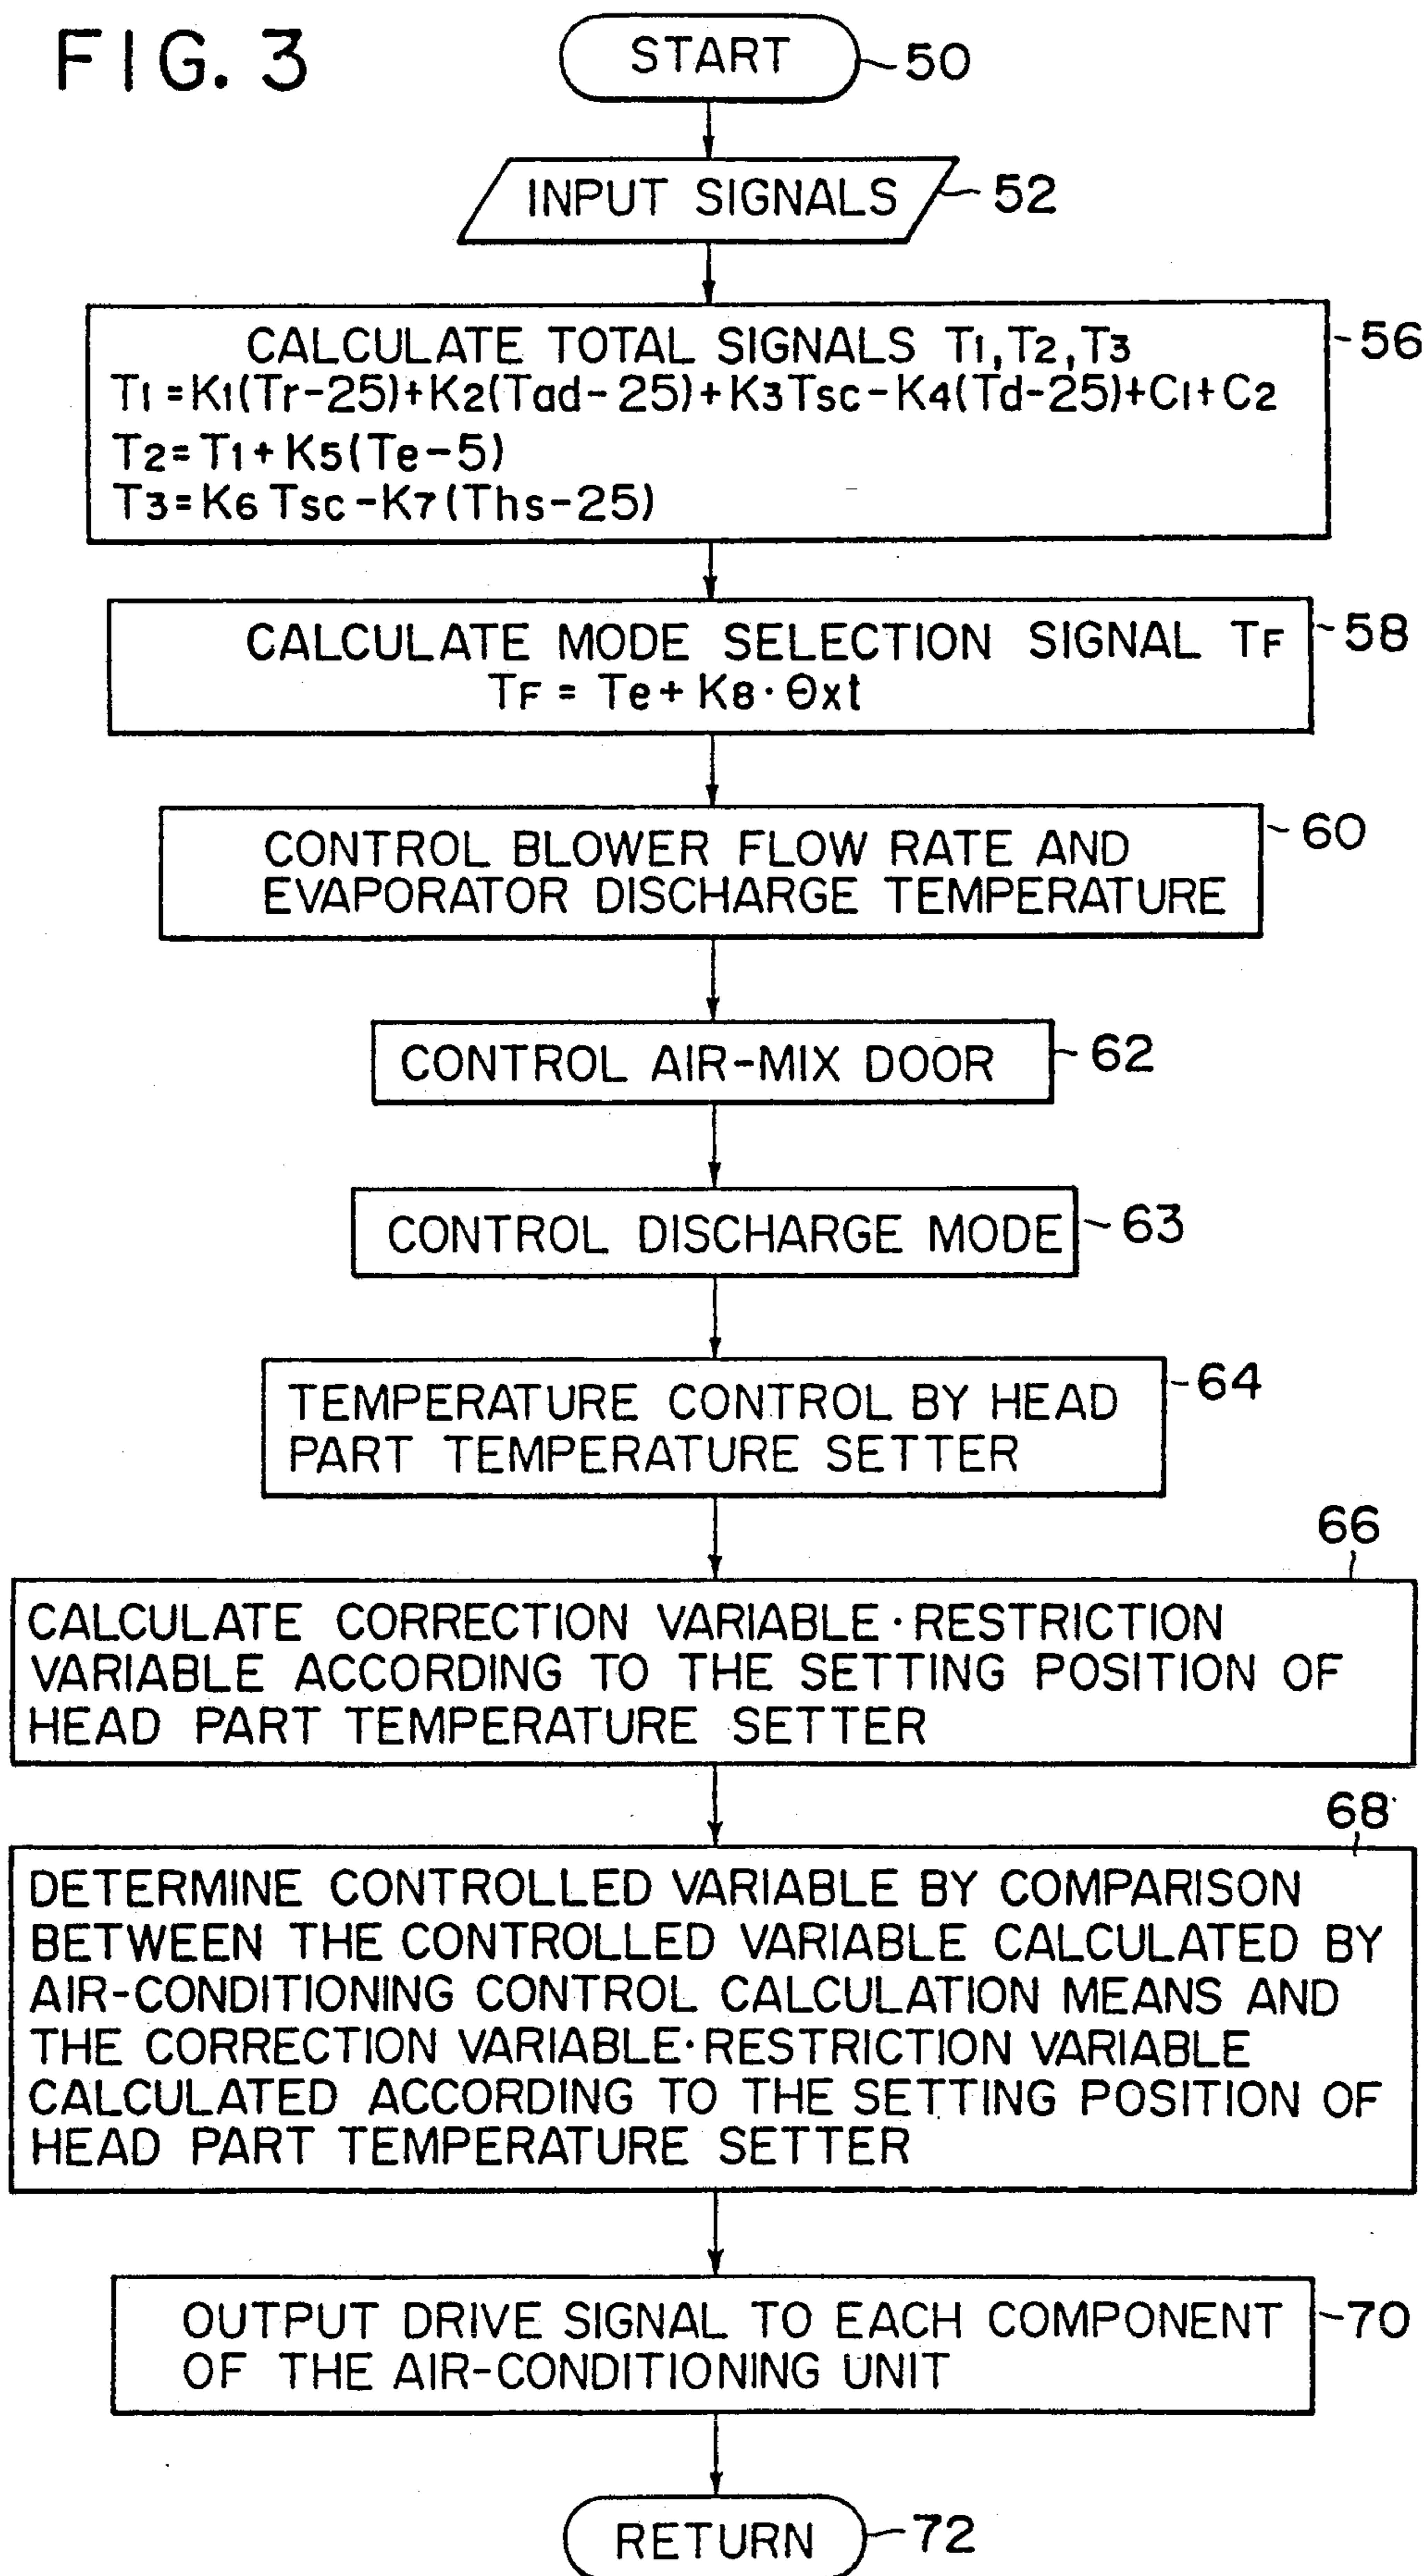 FIG. 3
START
50
INPUT SIGNALS
52
CALCULATE TOTAL SIGNALS T1, T2, T3
56
T1 = K1(Tr-25)+K2(Tad-25)+K3Tsc-K4(Td-25)+C1+C2
T2 = T1 + K5(Te-5)
T3 = K6 Tsc-K7(Ths-25)
CALCULATE MODE SELECTION SIGNAL TF
58
TF = Te + K8 · Θxt
CONTROL BLOWER FLOW RATE AND
60
EVAPORATOR DISCHARGE TEMPERATURE
CONTROL AIR-MIX DOOR
62
CONTROL DISCHARGE MODE
63
TEMPERATURE CONTROL BY HEAD
64
PART TEMPERATURE SETTER
66
CALCULATE CORRECTION VARIABLE·RESTRICTION
VARIABLE ACCORDING TO THE SETTING POSITION OF
HEAD PART TEMPERATURE SETTER
68
DETERMINE CONTROLLED VARIABLE BY COMPARISON
BETWEEN THE CONTROLLED VARIABLE CALCULATED BY
AIR-CONDITIONING CONTROL CALCULATION MEANS AND
THE CORRECTION VARIABLE·RESTRICTION VARIABLE
CALCULATED ACCORDING TO THE SETTING POSITION OF
HEAD PART TEMPERATURE SETTER
OUTPUT DRIVE SIGNAL TO EACH COMPONENT
70
OF THE AIR-CONDITIONING UNIT
RETURN
72